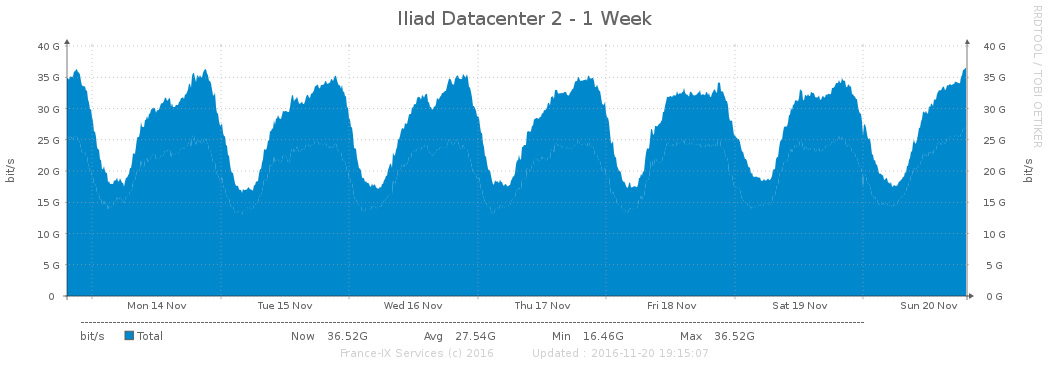 Iliad Datacenter 2 - 1 Week
RRDTOOL / TOBI OETIKER
bit/s
40 G 40 G
35 G 35 G
30 G 30 G
25 G 25 G
20 G 20 G
15 G 15 G
10 G 10 G
5 G 5 G
0 0 G
bit/s
Mon 14 Nov Tue 15 Nov Wed 16 Nov Thu 17 Nov Fri 18 Nov Sat 19 Nov Sun 20 Nov
bit/s Total Now 36.52G Avg 27.54G Min 16.46G Max 36.52G
France-IX Services (c) 2016 Updated : 2016-11-20 19:15:07